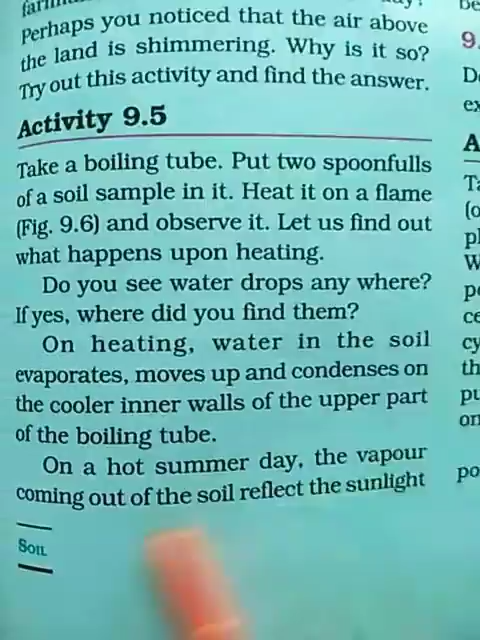 Perhaps you noticed that the air above
the land is shimmering. Why is it so?
Try out this activity and find the answer.
Activity 9.5
Take a boiling tube. Put two spoonfulls
of a soil sample in it. Heat it on a flame
(Fig. 9.6) and observe it. Let us find out
what happens upon heating.
Do you see water drops any where?
If yes, where did you find them?
On heating, water in the soil
evaporates, moves up and condenses on
the cooler inner walls of the upper part
of the boiling tube.
On a hot summer day, the vapour
coming out of the soil reflect the sunlight
SOIL
9.